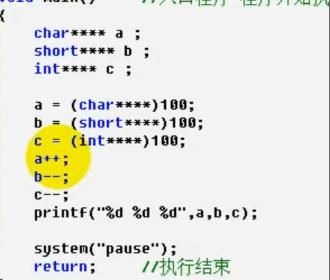 void main() //入口程序 程序开始执
{
char**** a ;
short**** b ;
int**** c ;
a = (char****)100;
b = (short****)100;
c = (int****)100;
a++;
b--;
c--;
printf("%d %d %d",a,b,c);
system("pause");
return; //执行结束